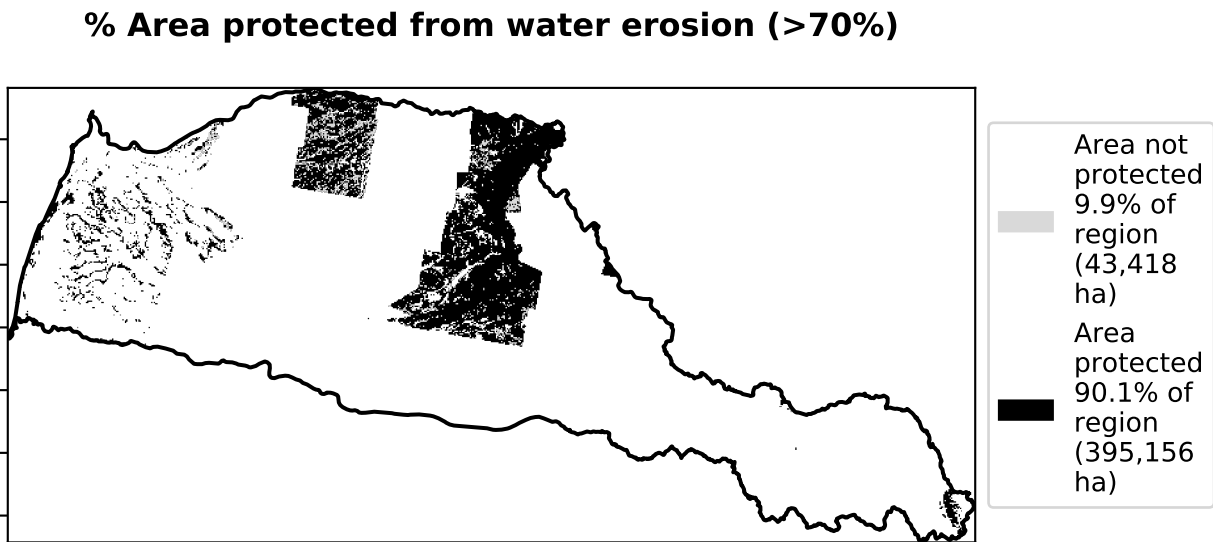 % Area protected from water erosion (>70%)
Area not
protected
9.9% of
region
(43,418
ha)
Area
protected
90.1% of
region
(395,156
ha)